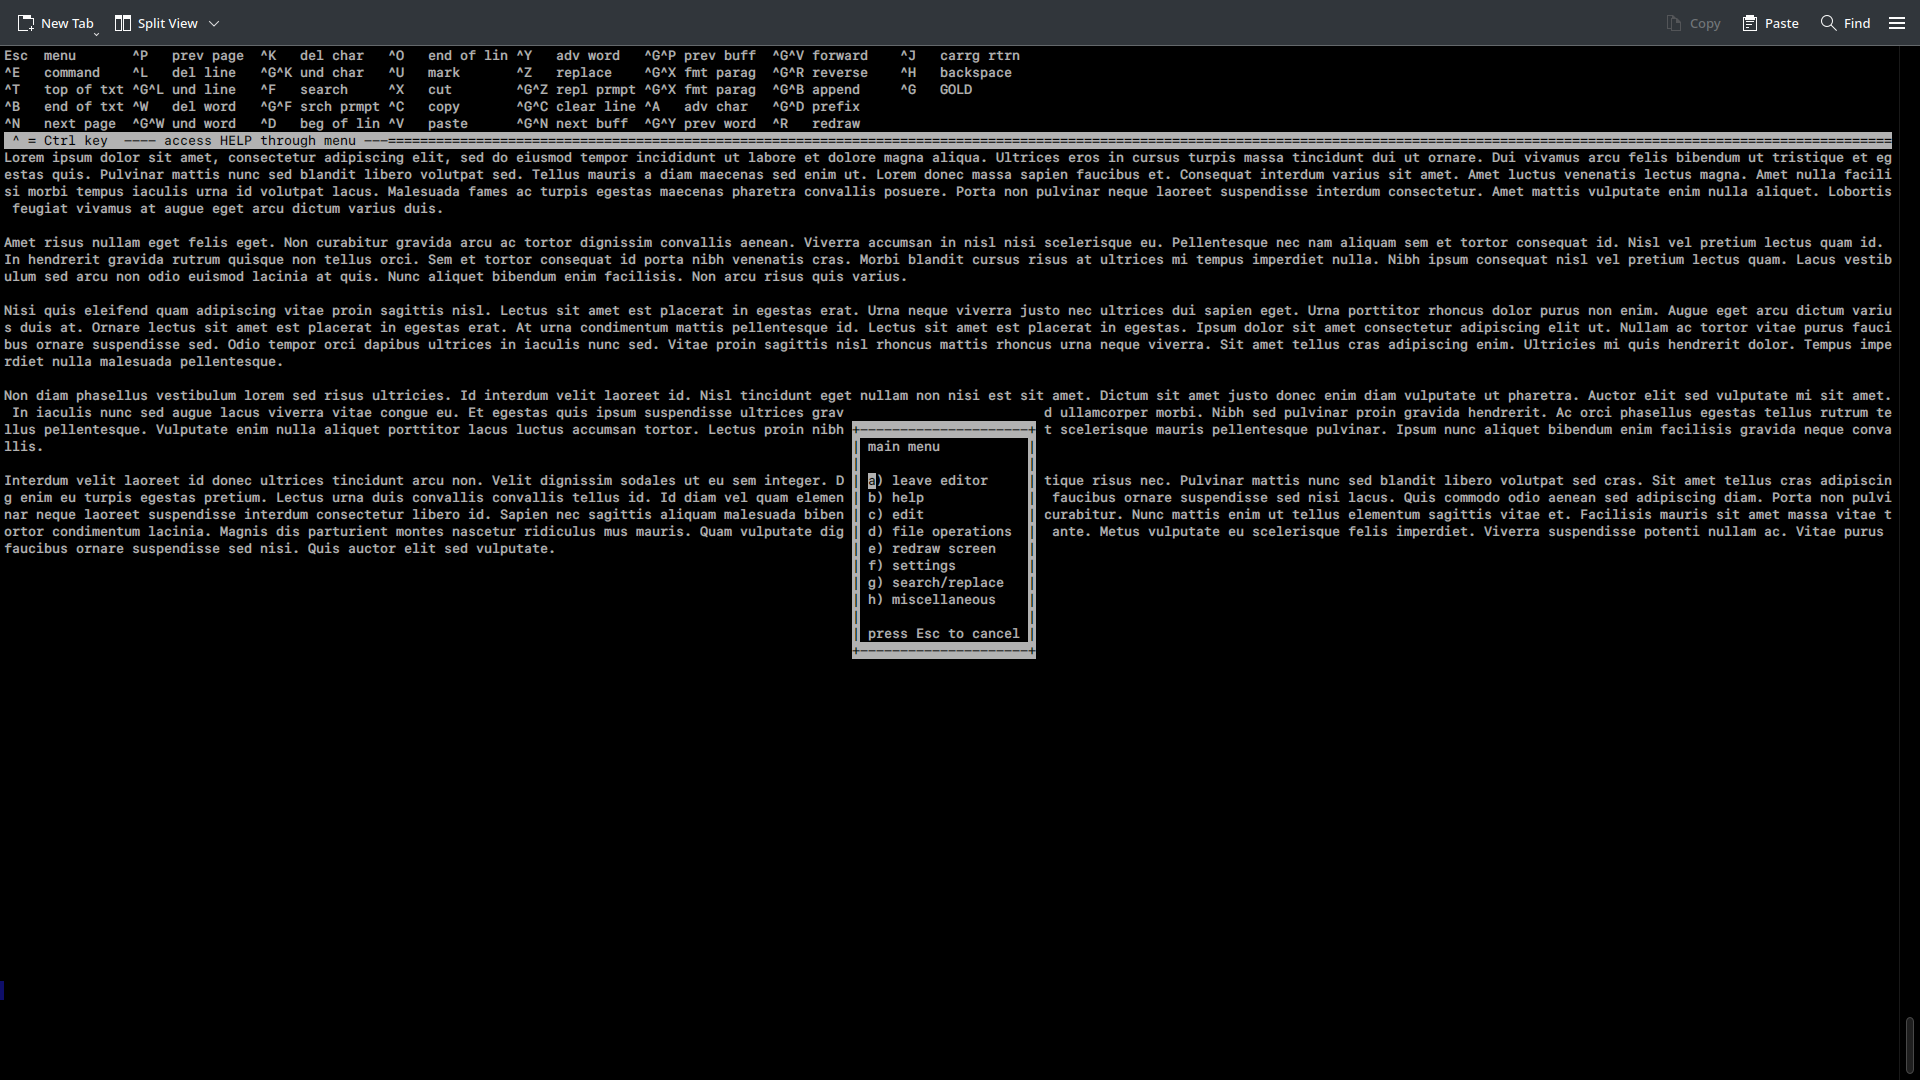 New Tab Split View Copy Paste Find
Esc menu ^P prev page ^K del char ^O end of lin ^Y adv word ^G^P prev buff ^G^V forward ^J carrg rtrn
^E command ^L del line ^G^K und char ^U mark ^Z replace ^G^X fmt parag ^G^R reverse ^H backspace
^T top of txt ^G^L und line ^F search ^X cut ^G^Z repl prmpt ^G^X fmt parag ^G^B append ^G GOLD
^B end of txt ^W del word ^G^F srch prmpt ^C copy ^G^C clear line ^A adv char ^G^D prefix
^N next page ^G^W und word ^D beg of lin ^V paste ^G^N next buff ^G^Y prev word ^R redraw
^ = Ctrl key ---- access HELP through menu ---===============================================================================================================================================================================================
Lorem ipsum dolor sit amet, consectetur adipiscing elit, sed do eiusmod tempor incididunt ut labore et dolore magna aliqua. Ultrices eros in cursus turpis massa tincidunt dui ut ornare. Dui vivamus arcu felis bibendum ut tristique et eg
estas quis. Pulvinar mattis nunc sed blandit libero volutpat sed. Tellus mauris a diam maecenas sed enim ut. Lorem donec massa sapien faucibus et. Consequat interdum varius sit amet. Amet luctus venenatis lectus magna. Amet nulla facili
si morbi tempus iaculis urna id volutpat lacus. Malesuada fames ac turpis egestas maecenas pharetra convallis posuere. Porta non pulvinar neque laoreet suspendisse interdum consectetur. Amet mattis vulputate enim nulla aliquet. Lobortis
feugiat vivamus at augue eget arcu dictum varius duis.
Amet risus nullam eget felis eget. Non curabitur gravida arcu ac tortor dignissim convallis aenean. Viverra accumsan in nisl nisi scelerisque eu. Pellentesque nec nam aliquam sem et tortor consequat id. Nisl vel pretium lectus quam id.
In hendrerit gravida rutrum quisque non tellus orci. Sem et tortor consequat id porta nibh venenatis cras. Morbi blandit cursus risus at ultrices mi tempus imperdiet nulla. Nibh ipsum consequat nisl vel pretium lectus quam. Lacus vestib
ulum sed arcu non odio euismod lacinia at quis. Nunc aliquet bibendum enim facilisis. Non arcu risus quis varius.
Nisi quis eleifend quam adipiscing vitae proin sagittis nisl. Lectus sit amet est placerat in egestas erat. Urna neque viverra justo nec ultrices dui sapien eget. Urna porttitor rhoncus dolor purus non enim. Augue eget arcu dictum variu
s duis at. Ornare lectus sit amet est placerat in egestas erat. At urna condimentum mattis pellentesque id. Lectus sit amet est placerat in egestas. Ipsum dolor sit amet consectetur adipiscing elit ut. Nullam ac tortor vitae purus fauci
bus ornare suspendisse sed. Odio tempor orci dapibus ultrices in iaculis nunc sed. Vitae proin sagittis nisl rhoncus mattis rhoncus urna neque viverra. Sit amet tellus cras adipiscing enim. Ultricies mi quis hendrerit dolor. Tempus impe
rdiet nulla malesuada pellentesque.
Non diam phasellus vestibulum lorem sed risus ultricies. Id interdum velit laoreet id. Nisl tincidunt eget nullam non nisi est sit amet. Dictum sit amet justo donec enim diam vulputate ut pharetra. Auctor elit sed vulputate mi sit amet.
In iaculis nunc sed augue lacus viverra vitae congue eu. Et egestas quis ipsum suspendisse ultrices grav d ullamcorper morbi. Nibh sed pulvinar proin gravida hendrerit. Ac orci phasellus egestas tellus rutrum te
llus pellentesque. Vulputate enim nulla aliquet porttitor lacus luctus accumsan tortor. Lectus proin nibh t scelerisque mauris pellentesque pulvinar. Ipsum nunc aliquet bibendum enim facilisis gravida neque conva
llis.
Interdum velit laoreet id donec ultrices tincidunt arcu non. Velit dignissim sodales ut eu sem integer. D tique risus nec. Pulvinar mattis nunc sed blandit libero volutpat sed cras. Sit amet tellus cras adipiscin
g enim eu turpis egestas pretium. Lectus urna duis convallis convallis tellus id. Id diam vel quam elemen faucibus ornare suspendisse sed nisi lacus. Quis commodo odio aenean sed adipiscing diam. Porta non pulvi
nar neque laoreet suspendisse interdum consectetur libero id. Sapien nec sagittis aliquam malesuada biben curabitur. Nunc mattis enim ut tellus elementum sagittis vitae et. Facilisis mauris sit amet massa vitae t
ortor condimentum lacinia. Magnis dis parturient montes nascetur ridiculus mus mauris. Quam vulputate dig ante. Metus vulputate eu scelerisque felis imperdiet. Viverra suspendisse potenti nullam ac. Vitae purus
faucibus ornare suspendisse sed nisi. Quis auctor elit sed vulputate.
main menu
a) leave editor
b) help
c) edit
d) file operations
e) redraw screen
f) settings
g) search/replace
h) miscellaneous
press Esc to cancel